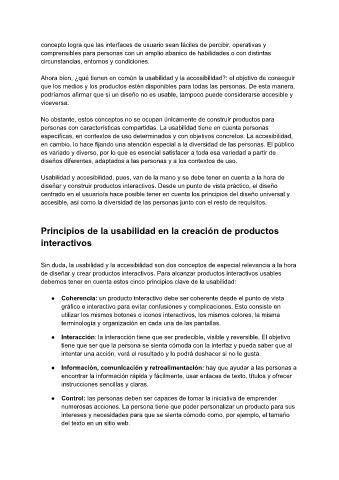 concepto logra que las interfaces de usuario sean fáciles de percibir, operativas y
comprensibles para personas con un amplio abanico de habilidades o con distintas
circunstancias, entornos y condiciones.
Ahora bien, ¿qué tienen en común la usabilidad y la accesibilidad?: el objetivo de conseguir
que los medios y los productos estén disponibles para todas las personas. De esta manera,
podríamos afirmar que si un diseño no es usable, tampoco puede considerarse accesible y
viceversa.
No obstante, estos conceptos no se ocupan únicamente de construir productos para
personas con características compartidas. La usabilidad tiene en cuenta personas
específicas, en contextos de uso determinados y con objetivos concretos. La accesibilidad,
en cambio, lo hace fijando una atención especial a la diversidad de las personas. El público
es variado y diverso, por lo que es esencial satisfacer a toda esa variedad a partir de
diseños diferentes, adaptados a las personas y a los contextos de uso.
Usabilidad y accesibilidad, pues, van de la mano y se debe tener en cuenta a la hora de
diseñar y construir productos interactivos. Desde un punto de vista práctico, el diseño
centrado en el usuario/a hace posible tener en cuenta los principios del diseño universal y
accesible, así como la diversidad de las personas junto con el resto de requisitos.
Principios de la usabilidad en la creación de productos
interactivos
Sin duda, la usabilidad y la accesibilidad son dos conceptos de especial relevancia a la hora
de diseñar y crear productos interactivos. Para alcanzar productos interactivos usables
debemos tener en cuenta estos cinco principios clave de la usabilidad:
● Coherencia: un producto interactivo debe ser coherente desde el punto de vista
gráfico e interactivo para evitar confusiones y complicaciones. Esto consiste en
utilizar los mismos botones o iconos interactivos, los mismos colores, la misma
terminología y organización en cada una de las pantallas.
● Interacción: la interacción tiene que ser predecible, visible y reversible. El objetivo
tiene que ser que la persona se sienta cómoda con la interfaz y pueda saber que al
intentar una acción, verá el resultado y lo podrá deshacer si no le gusta.
● Información, comunicación y retroalimentación: hay que ayudar a las personas a
encontrar la información rápida y fácilmente, usar enlaces de texto, títulos y ofrecer
instrucciones sencillas y claras.
● Control: las personas deben ser capaces de tomar la iniciativa de emprender
numerosas acciones. La persona tiene que poder personalizar un producto para sus
intereses y necesidades para que se sienta cómodo como, por ejemplo, el tamaño
del texto en un sitio web.